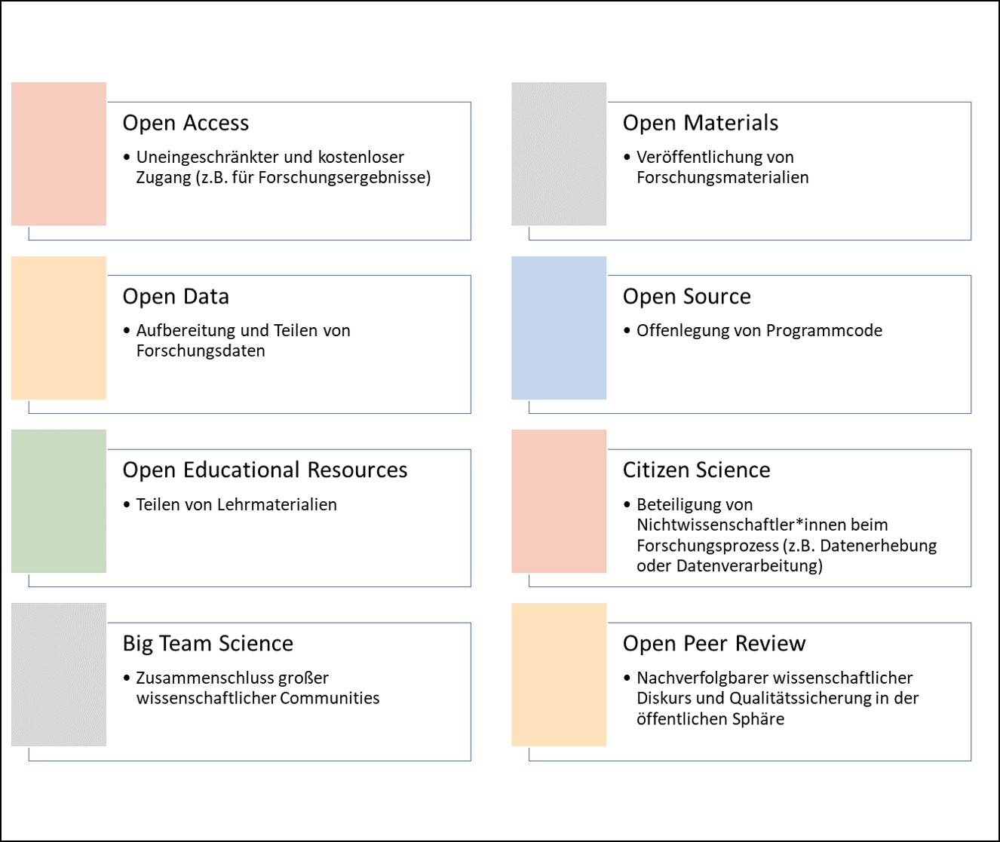 Open Access
• Uneingeschränkter und kostenloser
Zugang (z.B. für Forschungsergebnisse)
Open Materials
• Veröffentlichung von
Forschungsmaterialien
Open Data
• Aufbereitung und Teilen von
Forschungsdaten
Open Source
• Offenlegung von Programmcode
Open Educational Resources
• Teilen von Lehrmaterialien
Citizen Science
• Beteiligung von
Nichtwissenschaftler*innen beim
Forschungsprozess (z.B. Datenerhebung
oder Datenverarbeitung)
Big Team Science
• Zusammenschluss großer
wissenschaftlicher Communities
Open Peer Review
• Nachverfolgbarer wissenschaftlicher
Diskurs und Qualitätssicherung in der
öffentlichen Sphäre